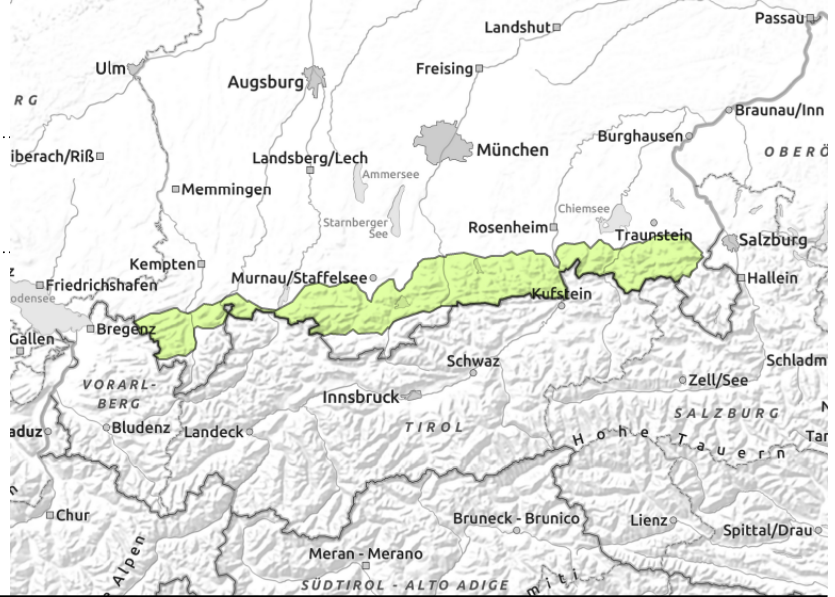 Passau
Landshut
Ulm
Freising
Augsburg
RG
Braunau/Inn
Burghausen
München
OBERÖ
iberach/Riß
Landsberg/Lech
Ammersee
Memmingen
Chiemsee
Starnberger
See
Rosenheim
Traunstein
Salzburg
Kempten
Murnau/Staffelsee
Hallein
z
Friedrichshafen
odensee
Kufstein
Bregenz
Gallen
Schwaz
Schladm
VORARL-
BERG
Zell/See
Innsbruck
SALZBURG
N
aduz
Bludenz
Landeck
TIROL
Hohe Tauern
Tar
n
Chur
Bruneck - Brunico
Lienz
Spittal/Drau
e Alpen
Meran - Merano
SÜDTIROL - ALTO ADIGE
miti